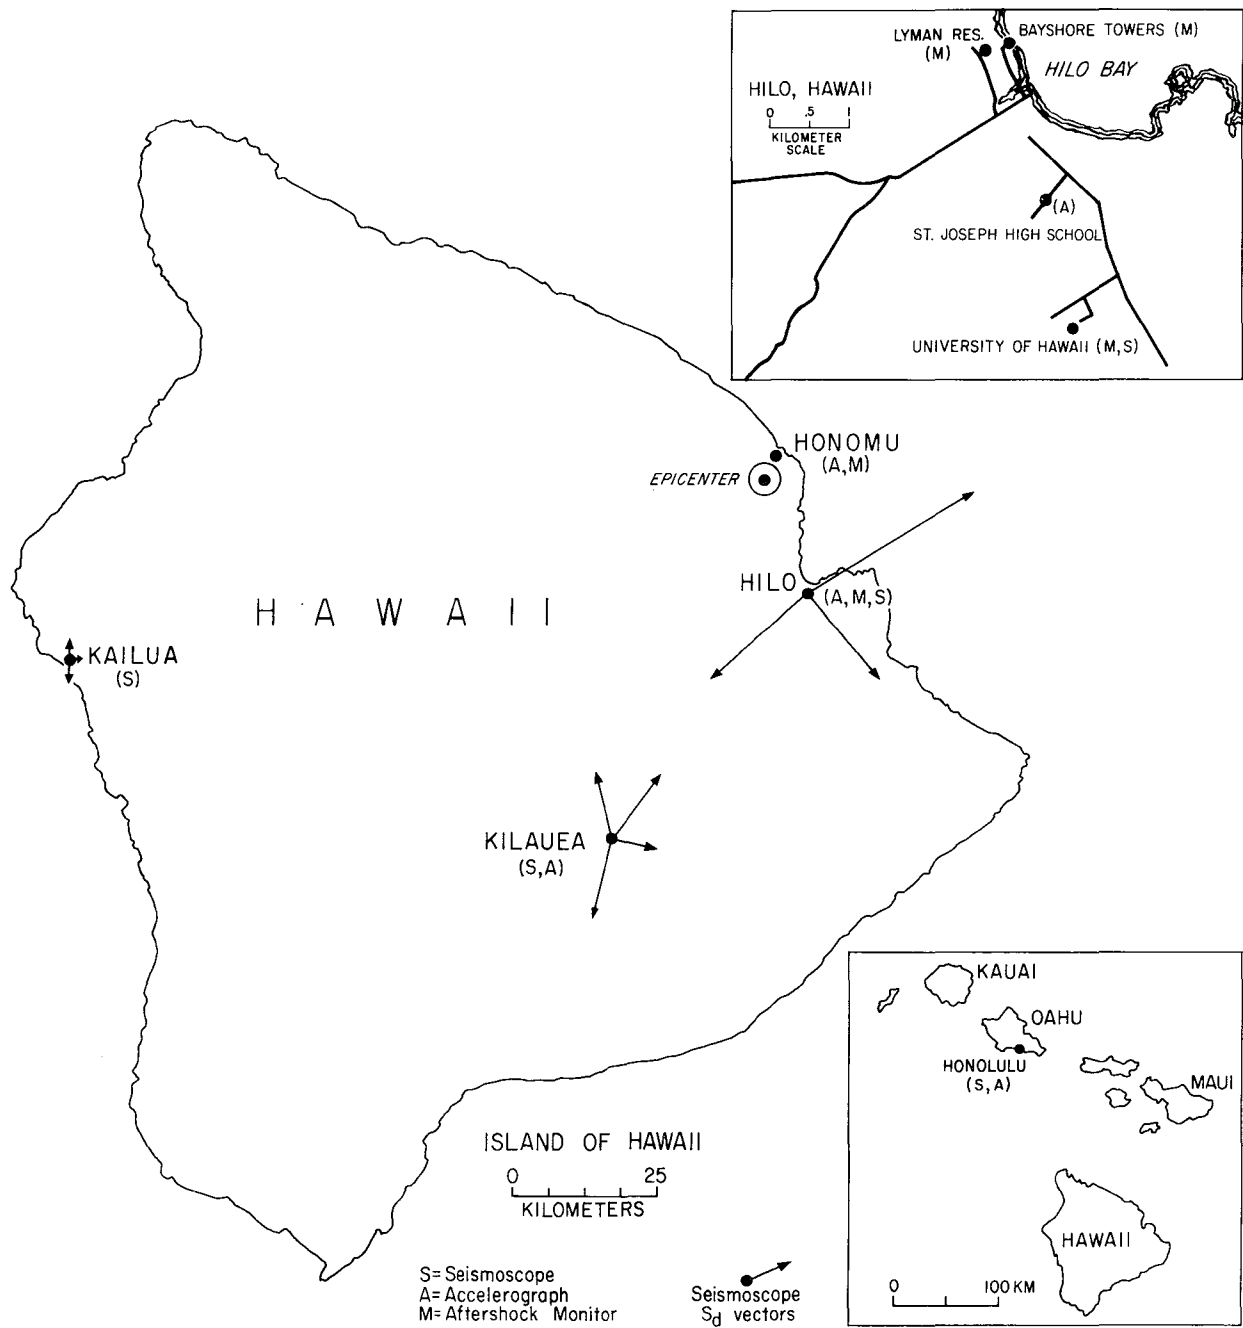 LYMAN RES.
(M)
BAYSHORE TOWERS (M)
HILO BAY
HILO, HAWAII
0 .5 1
KILOMETER
SCALE
(A)
ST. JOSEPH HIGH SCHOOL
UNIVERSITY OF HAWAII (M,S)
HONOMU
(A,M)
EPICENTER
HILO
(A, M, S)
HAWAII
KAILUA
(S)
KILAUEA
(S,A)
KAUAI
OAHU
HONOLULU
(S, A)
MAUI
HAWAII
0 100 KM
ISLAND OF HAWAII
0 25
KILOMETERS
S=Seismoscope
A=Accelerograph
M=Aftershock Monitor
Seismoscope
Sd vectors